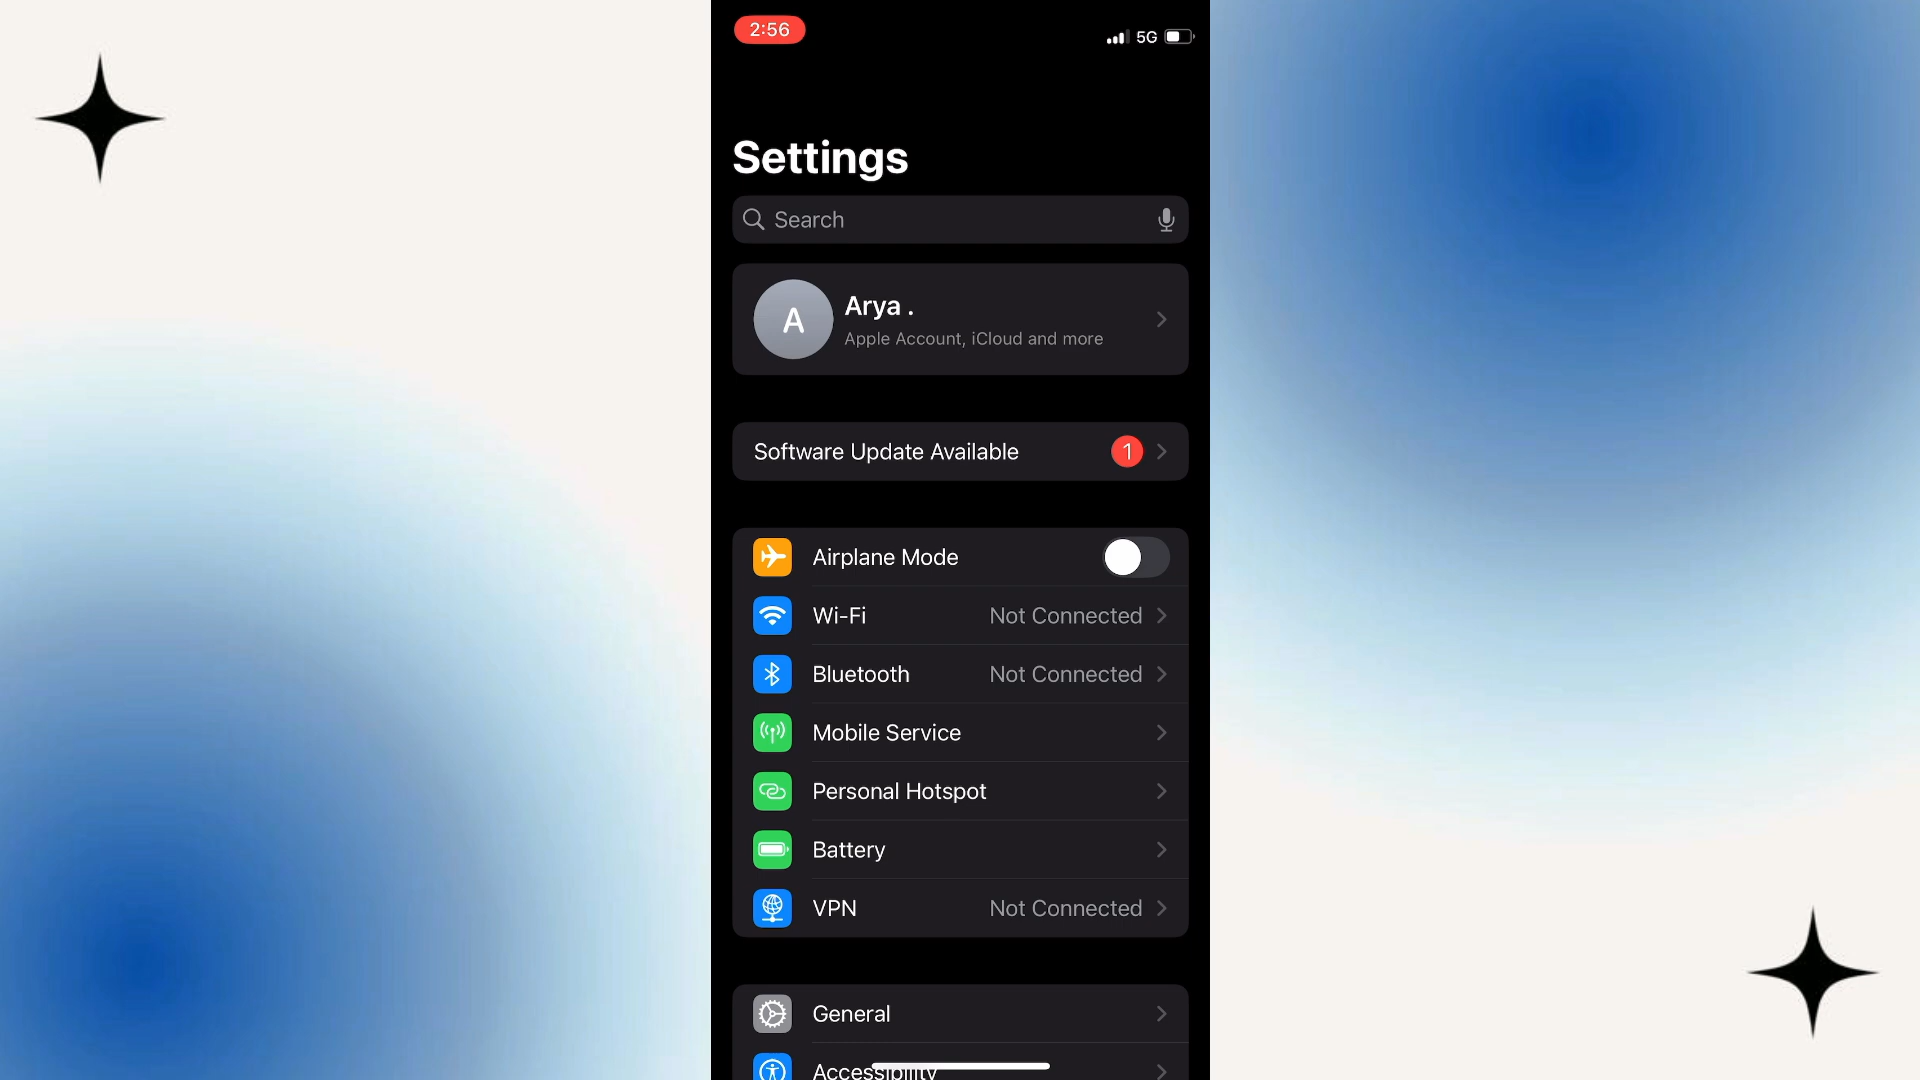 2:56
5G
Settings
Search
A
Arya .
Apple Account, iCloud and more
Software Update Available
1
Airplane Mode
Wi-Fi
Not Connected
Bluetooth
Not Connected
Mobile Service
Personal Hotspot
Battery
VPN
Not Connected
General
Accessibility